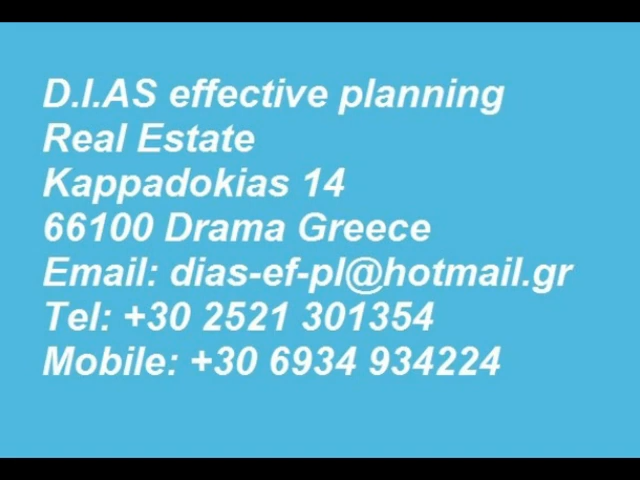 D.I.AS effective planning
Real Estate
Kappadokias 14
66100 Drama Greece
Email: dias-ef-pl@hotmail.gr
Tel: +30 2521 301354
Mobile: +30 6934 934224